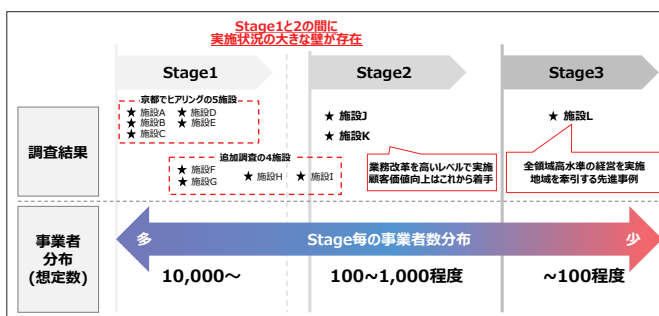 Stage1と2の間に
実施状況の大きな壁が存在
Stage1
Stage2
Stage3
調査結果
京都でヒアリングの5施設
★ 施設A ★ 施設D
★ 施設B ★ 施設E
★ 施設C
追加調査の4施設
★ 施設F
★ 施設G
★ 施設H
★ 施設I
★ 施設J
★ 施設K
業務改革を高いレベルで実施
顧客価値向上はこれから着手
★ 施設L
全領域高水準の経営を実施
地域を牽引する先進事例
事業者
分布
(想定数)
多
Stage毎の事業者数分布
少
10,000～
100~1,000程度
~100程度